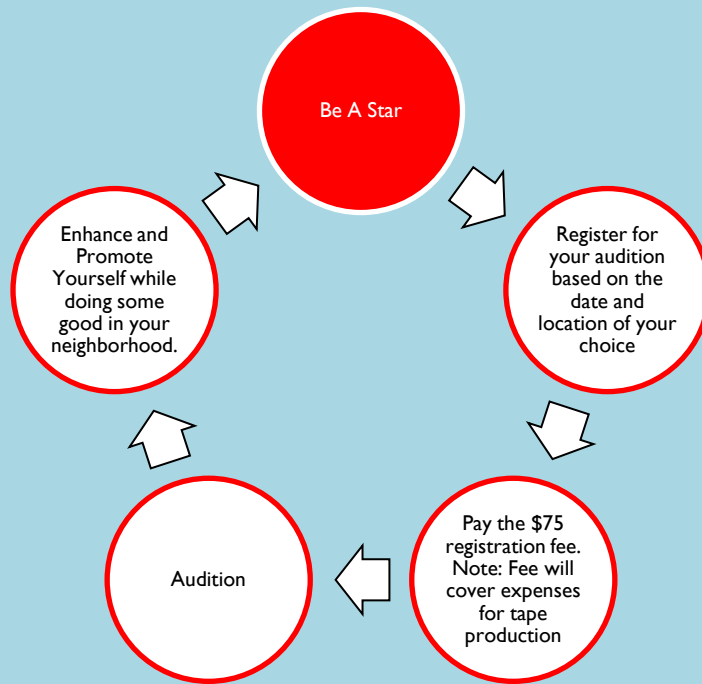 Be A Star
Register for
your audition
based on the
date and
location of your
choice
Pay the $75
registration fee.
Note: Fee will
cover expenses
for tape
production
Audition
Enhance and
Promote
Yourself while
doing some
good in your
neighborhood.